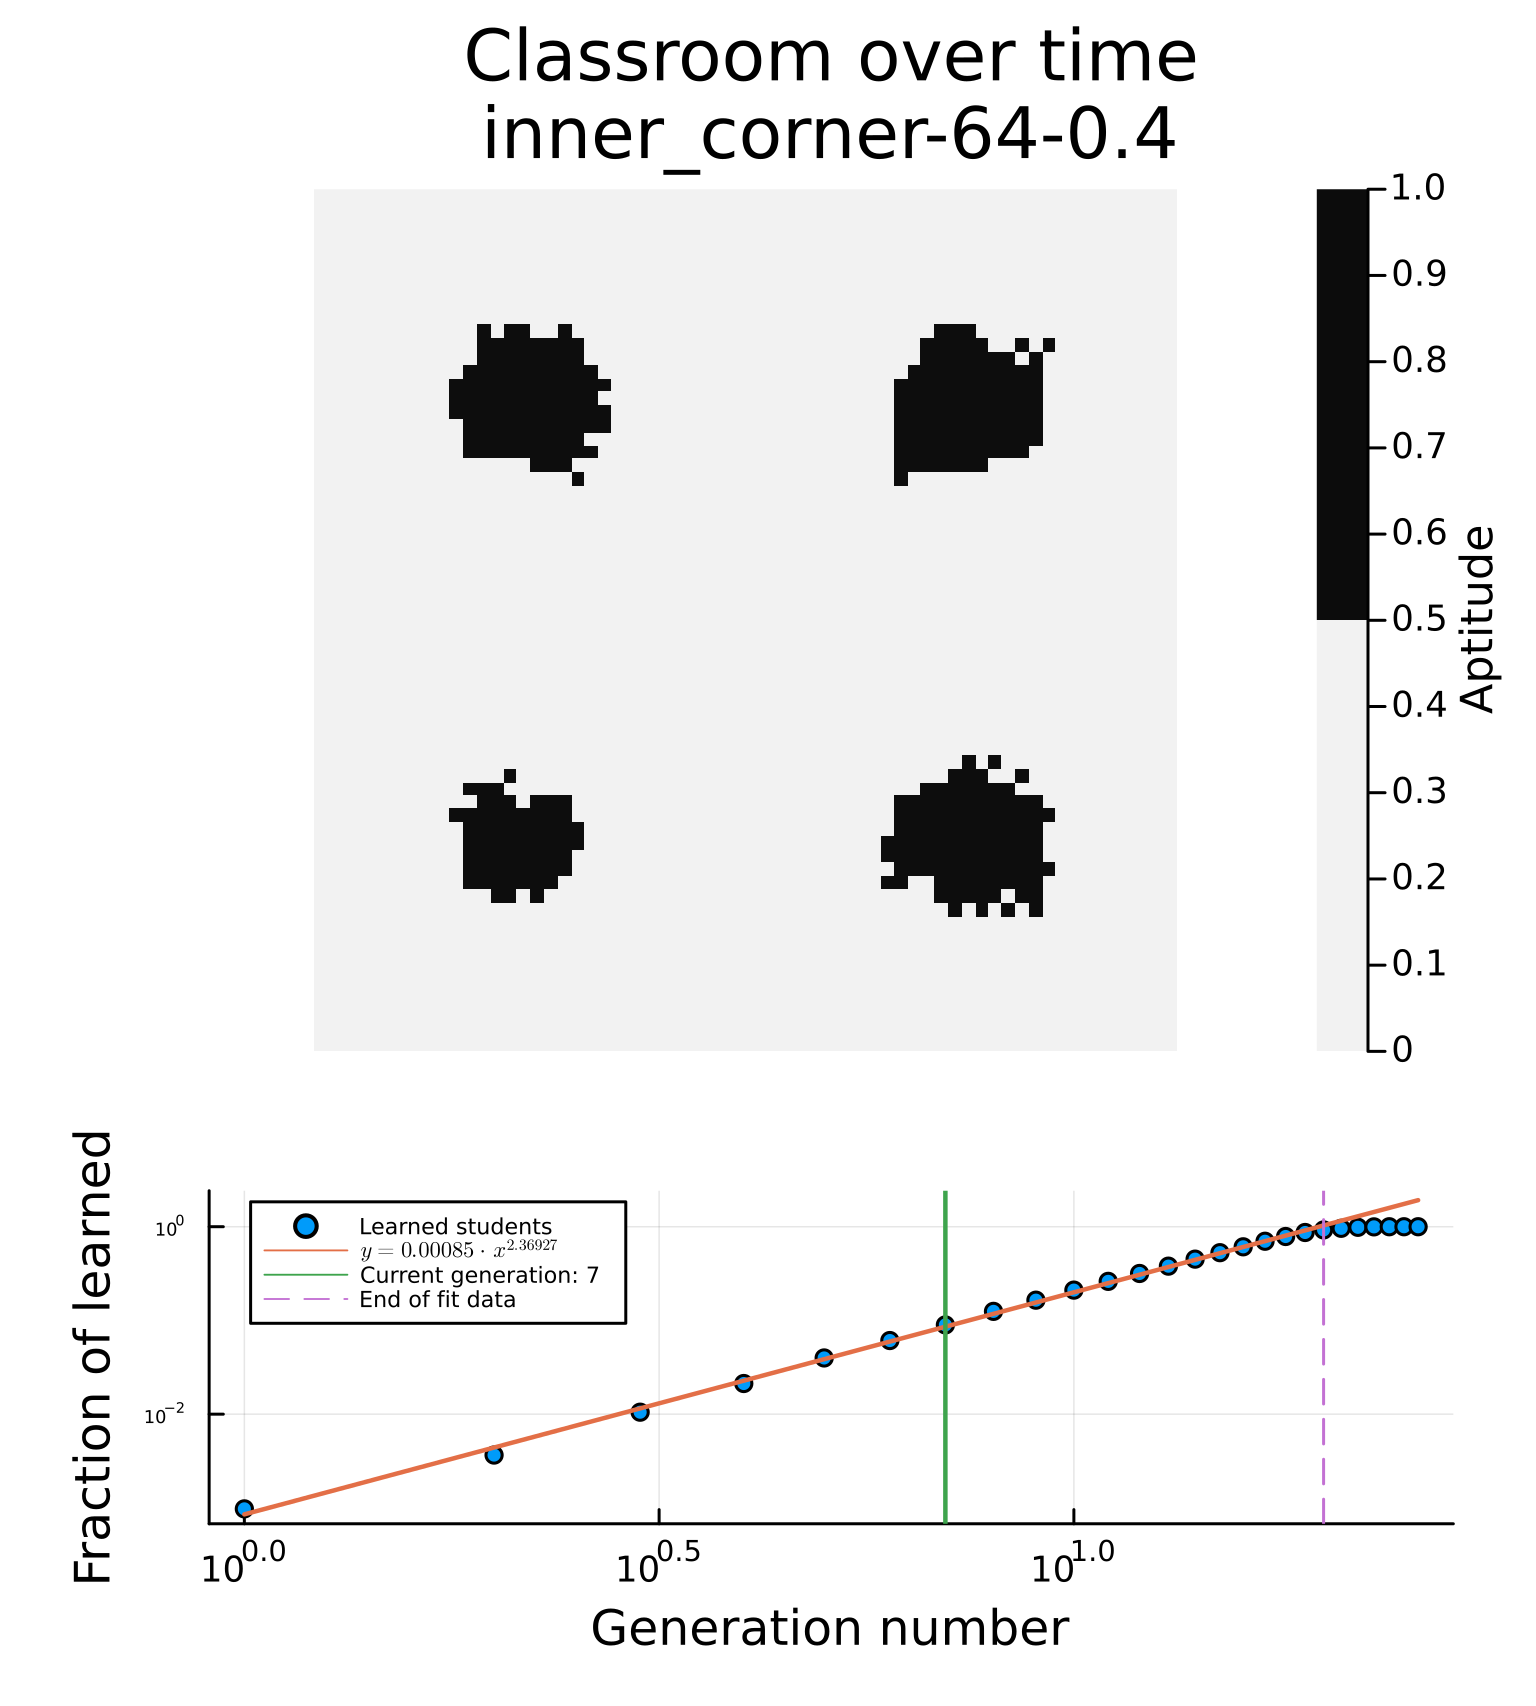 Classroom over time
inner_corner-64-0.4
1.0
0.9
0.8
0.7
0.6
0.5
0.4
0.3
0.2
0.1
0
Aptitude
Fraction of learned
10^0
10^−2
Learned students
y = 0.00085 · x^2.36927
Current generation: 7
End of fit data
10^0.0
10^0.5
10^1.0
Generation number